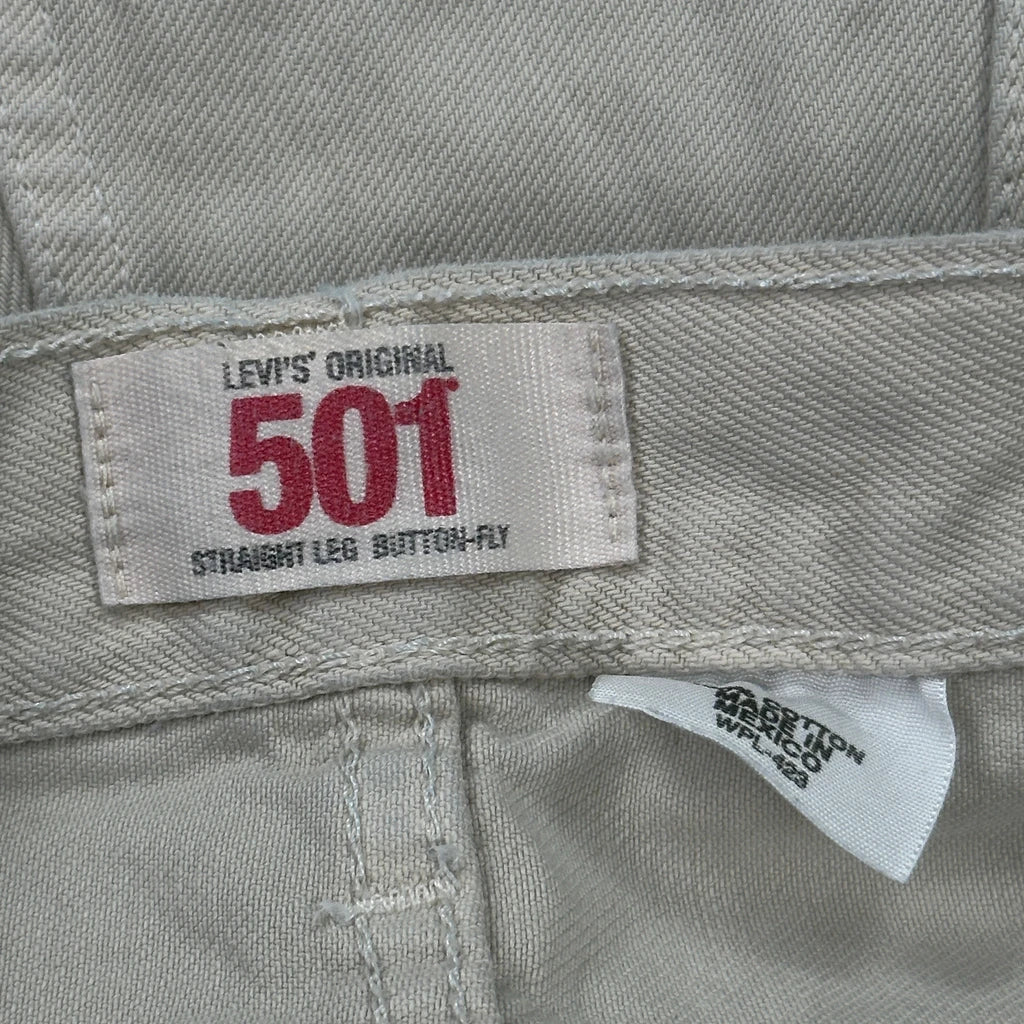 LEVI'S' ORIGINAL
501®
STRAIGHT LEG BUTTON-FLY
COTTON
MADE IN
MEXICO
WPL-423